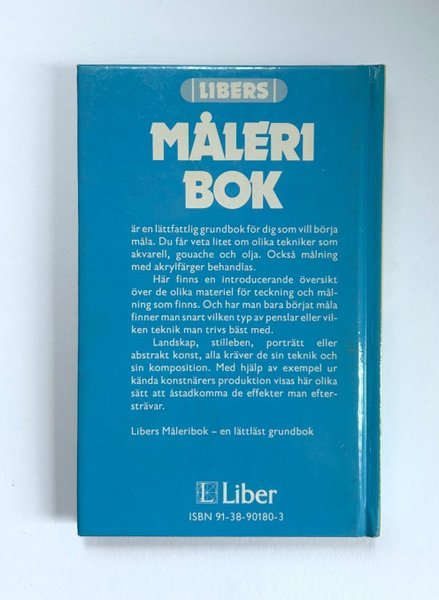 LIBERS
MÅLERI
BOK
är en lättfattlig grundbok för dig som vill börja
måla. Du får veta litet om olika tekniker som
akvarell, gouache och olja. Också målning
med akrylfärger behandlas.
Här finns en introducerande översikt
över de olika materiel för teckning och mål-
ning som finns. Och har man bara börjat måla
finner man snart vilken typ av penslar eller vil-
ken teknik man trivs bäst med.
Landskap, stilleben, porträtt eller
abstrakt konst, alla kräver de sin teknik och
sin komposition. Med hjälp av exempel ur
kända konstnärers produktion visas här olika
sätt att åstadkomma de effekter man efter-
strävar.
Libers Måleribok – en lättläst grundbok
L Liber
ISBN 91-38-90180-3